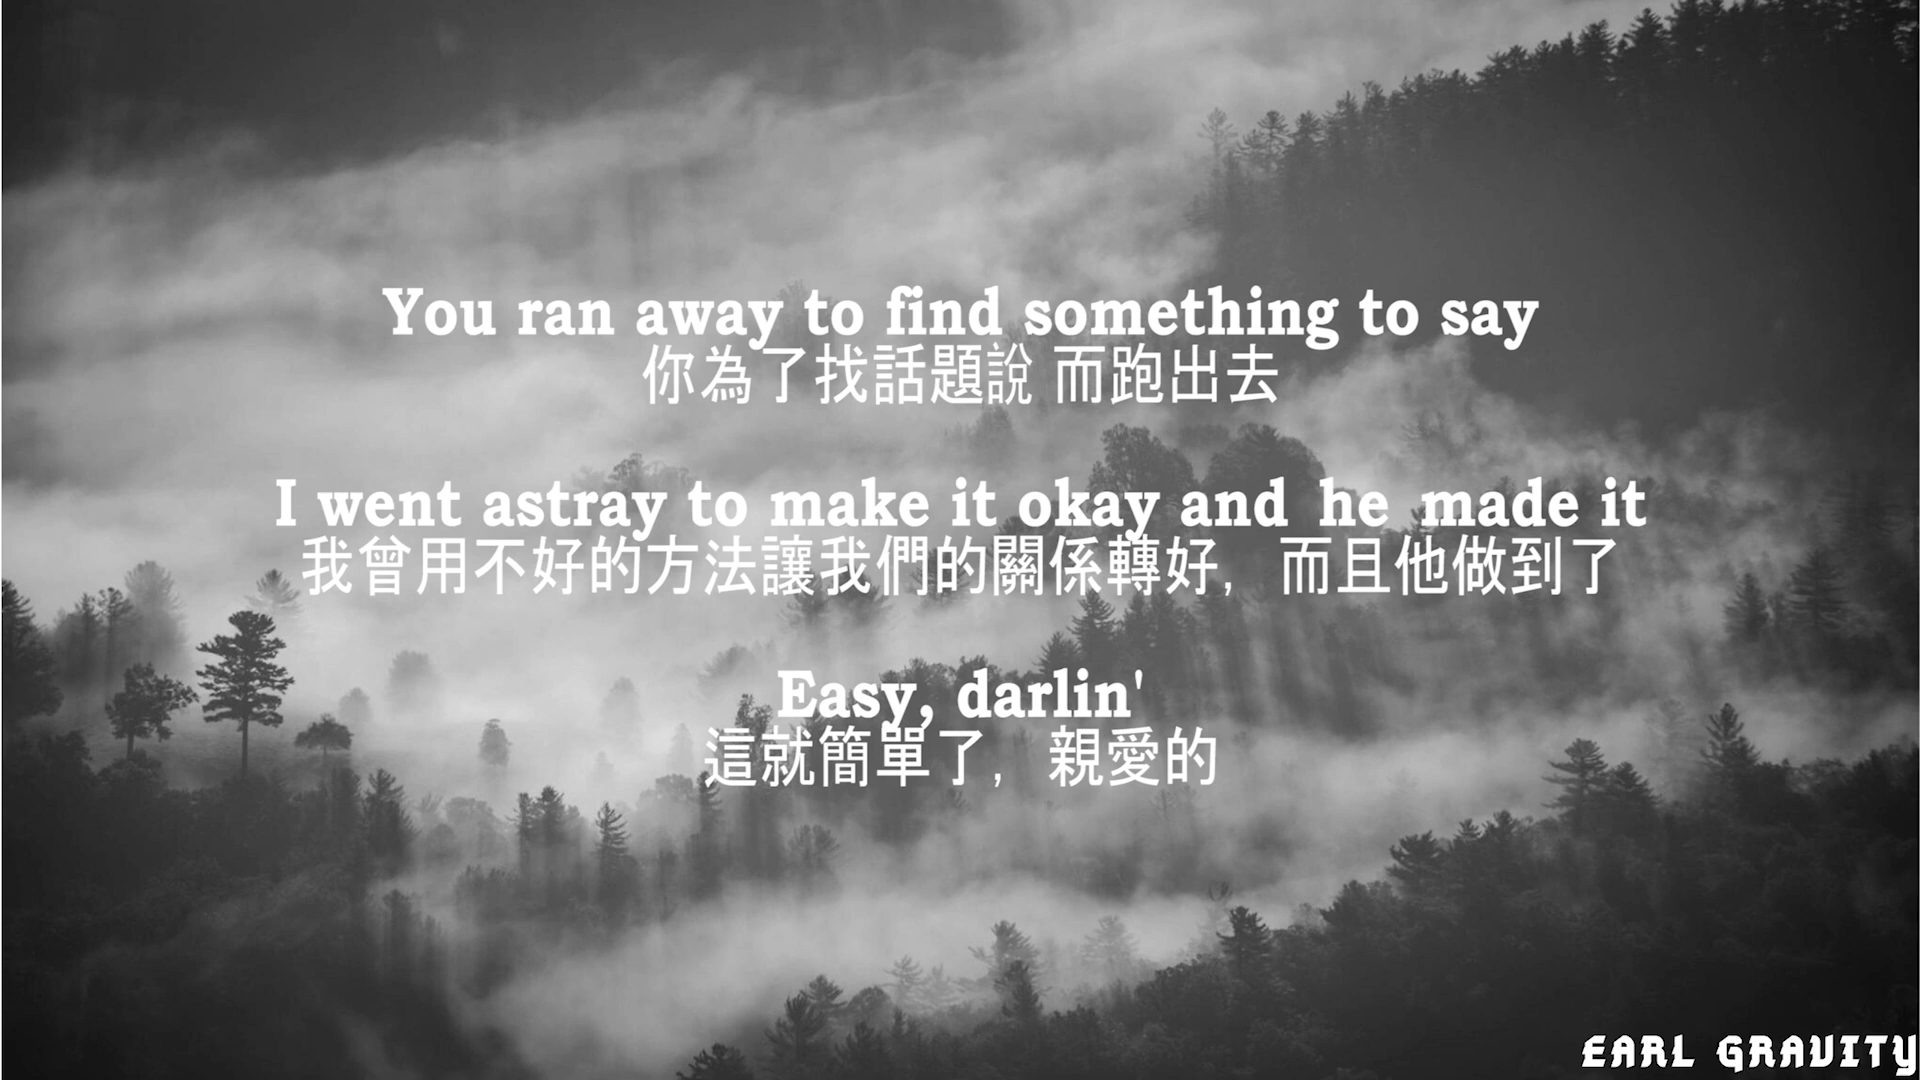 You ran away to find something to say
你為了找話題說 而跑出去
I went astray to make it okay and he made it
我曾用不好的方法讓我們的關係轉好，而且他做到了
Easy, darlin'
這就簡單了，親愛的
EARL GRAVITY